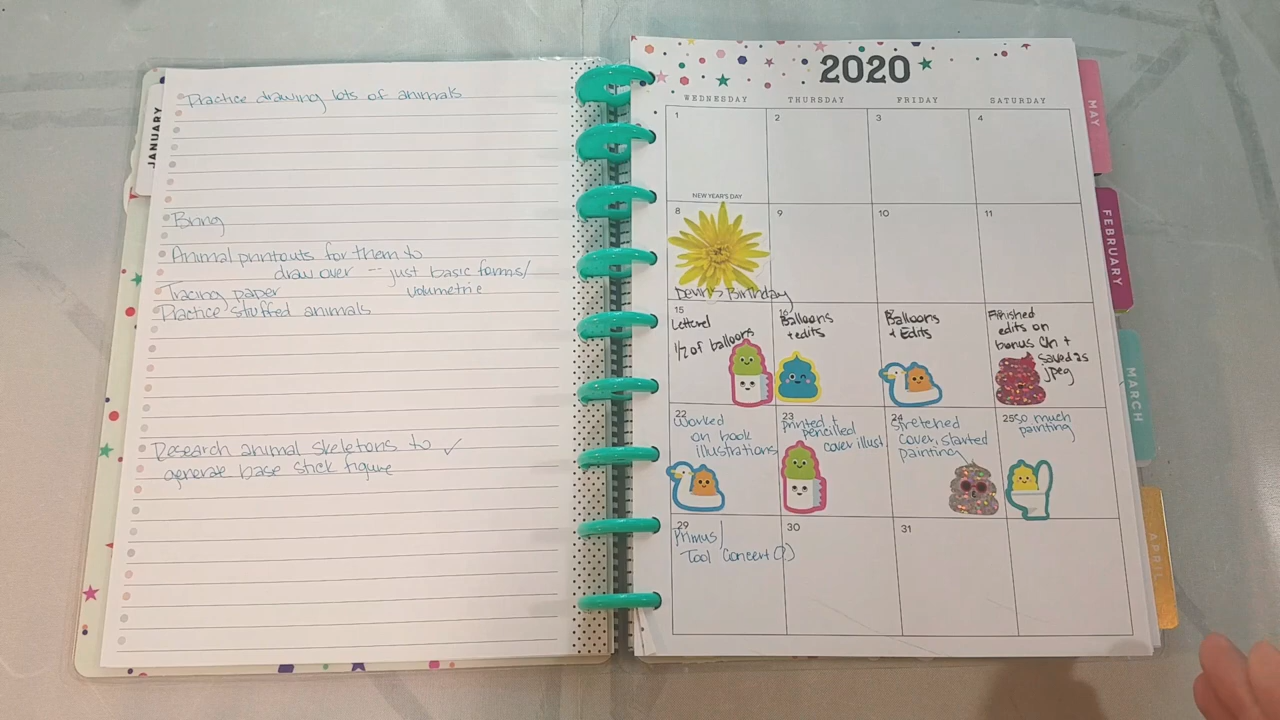 JANUARY
Practice drawing lots of animals
Bring
Animal printouts for them to
draw over -- just basic forms/
volumetric
Tracing paper
Practice stuffed animals
Research animal skeletons to ✓
generate base stick figure
2020
WEDNESDAY THURSDAY FRIDAY SATURDAY
1 2 3 4
NEW YEAR'S DAY
8 9 10 11
Devin's Birthday
15
Lettered
1/2 of balloons
16
Balloons
+ edits
Balloons
+ Edits
Finished
edits on
bonus Ch +
saved as
jpeg
22
Worked
on book
illustrations
23
printed +
pencilled
cover illust.
24
Stretched
cover, started
painting
25
So much
painting
29
Primus
Tool Concert (?)
30
31
MAY
FEBRUARY
MARCH
APRIL